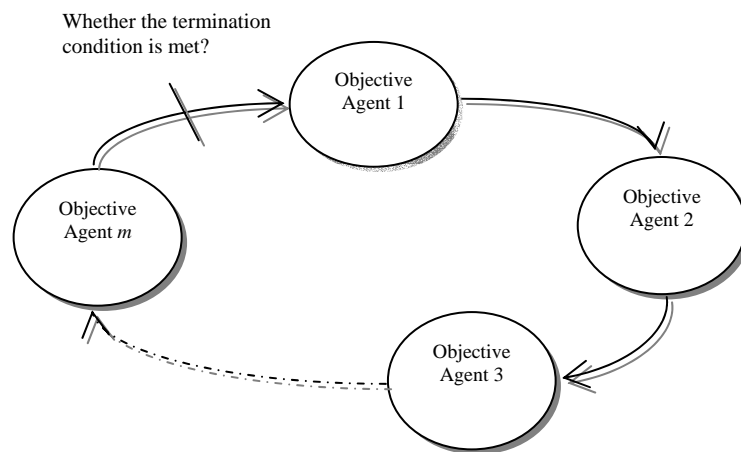 Whether the termination
condition is met?
Objective
Agent 1
Objective
Agent 2
Objective
Agent m
Objective
Agent 3